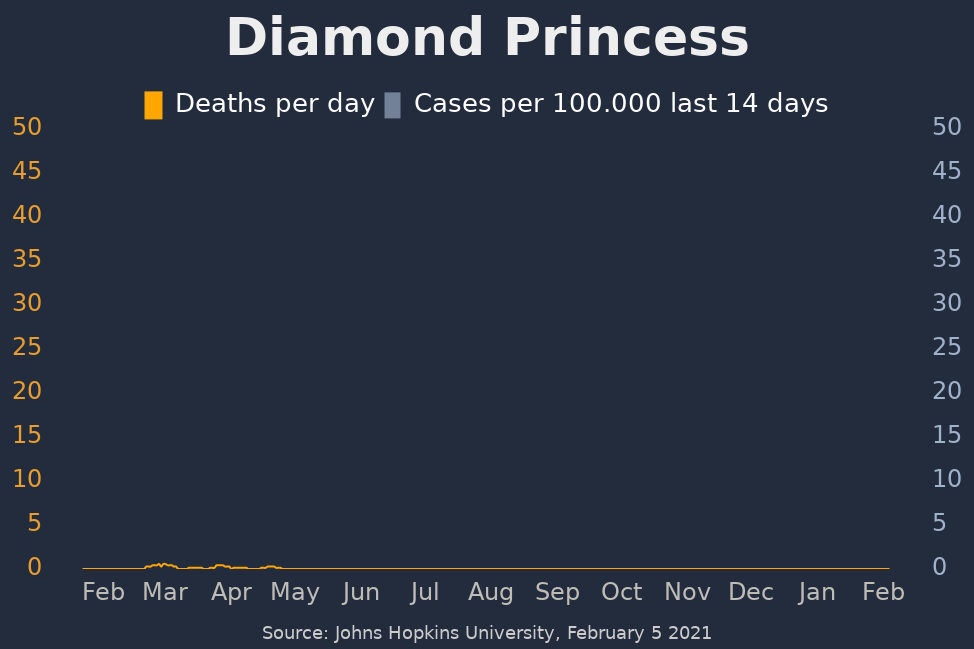 Diamond Princess
Deaths per day Cases per 100.000 last 14 days
50 50
45 45
40 40
35 35
30 30
25 25
20 20
15 15
10 10
5 5
0 0
Feb Mar Apr May Jun Jul Aug Sep Oct Nov Dec Jan Feb
Source: Johns Hopkins University, February 5 2021